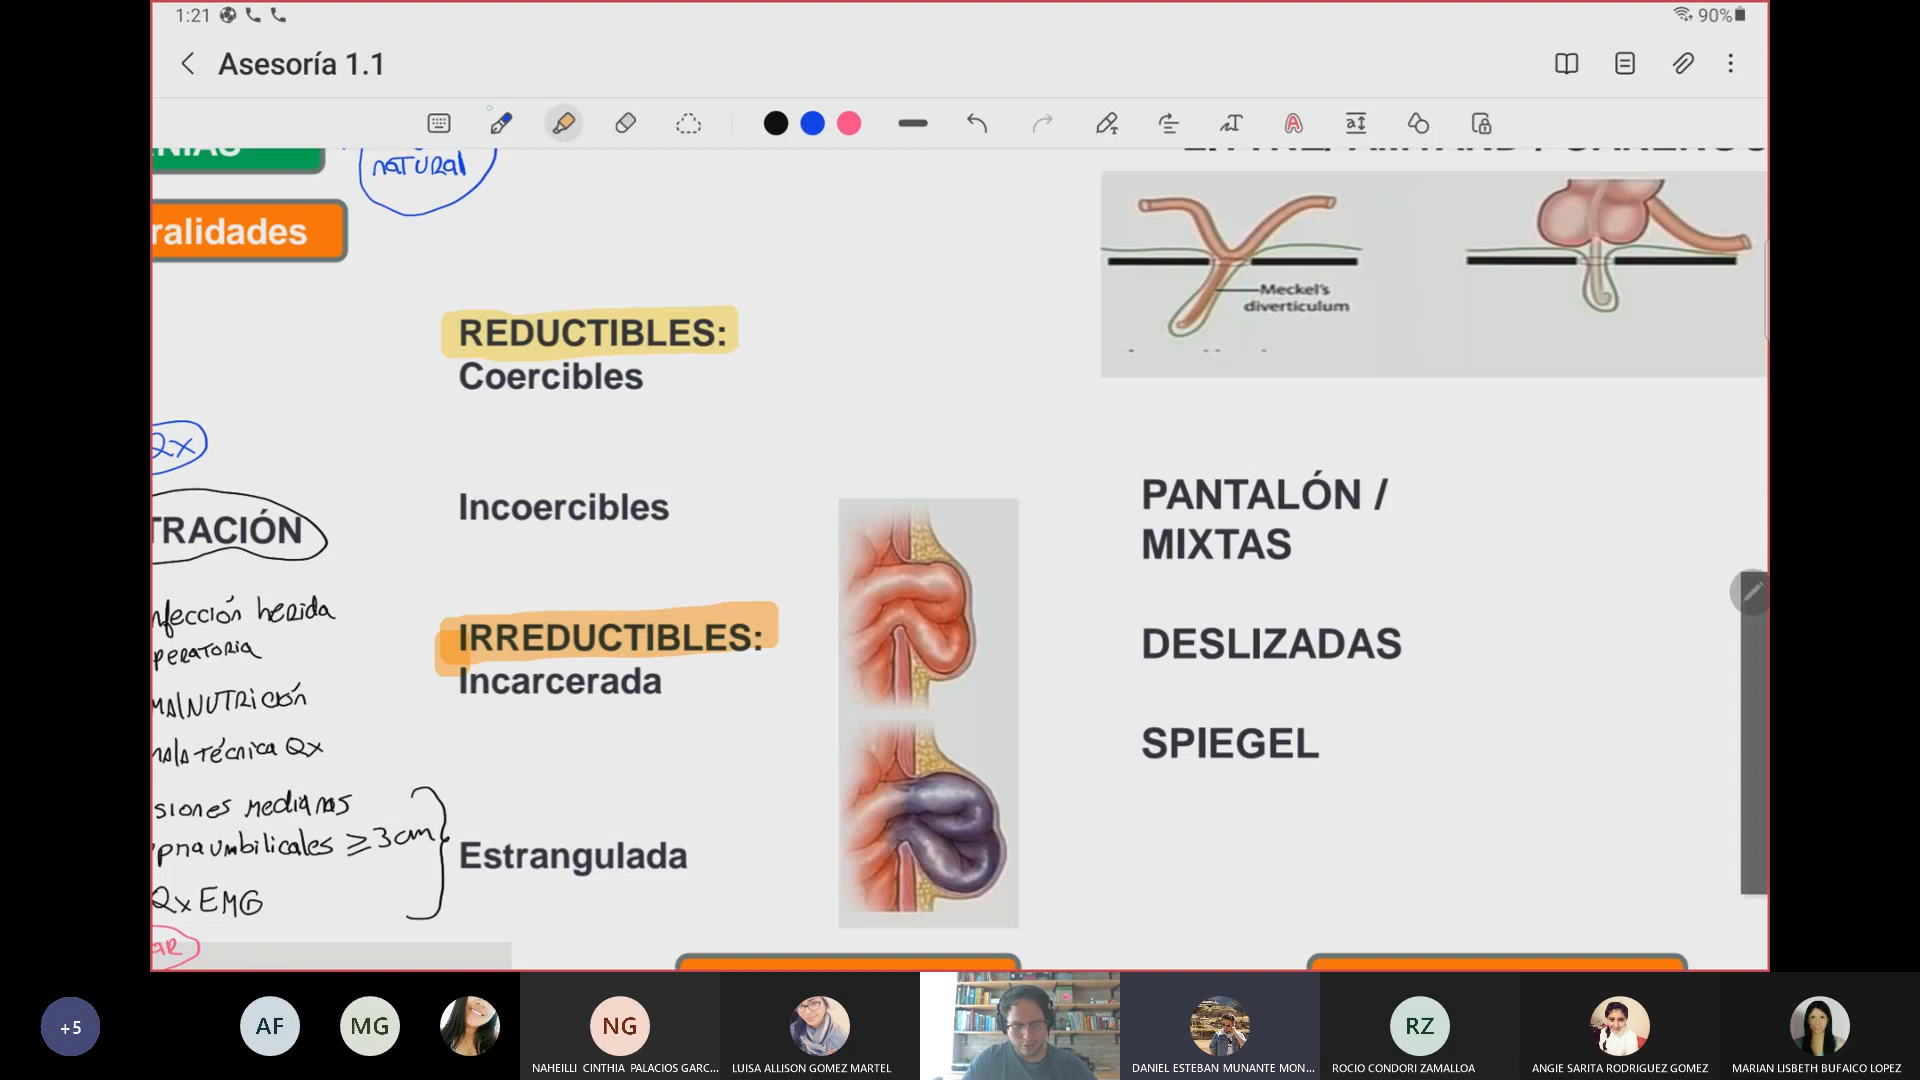 1:21
90%
Asesoría 1.1
natural
ralidades
Meckel's
diverticulum
REDUCTIBLES:
Coercibles
Qx
Incoercibles
PANTALÓN /
MIXTAS
TRACIÓN
nfección herida
peratoria
IRREDUCTIBLES:
Incarcerada
DESLIZADAS
MALNUTRICIÓN
mala técnica Qx
SPIEGEL
siones medianas
praumbilicales ≥ 3cm
Estrangulada
Qx EMG
+5
AF
MG
NG
RZ
NAHEILLI CINTHIA PALACIOS GARC...
LUISA ALLISON GOMEZ MARTEL
DANIEL ESTEBAN MUNANTE MON...
ROCIO CONDORI ZAMALLOA
ANGIE SARITA RODRIGUEZ GOMEZ
MARIAN LISBETH BUFAICO LOPEZ